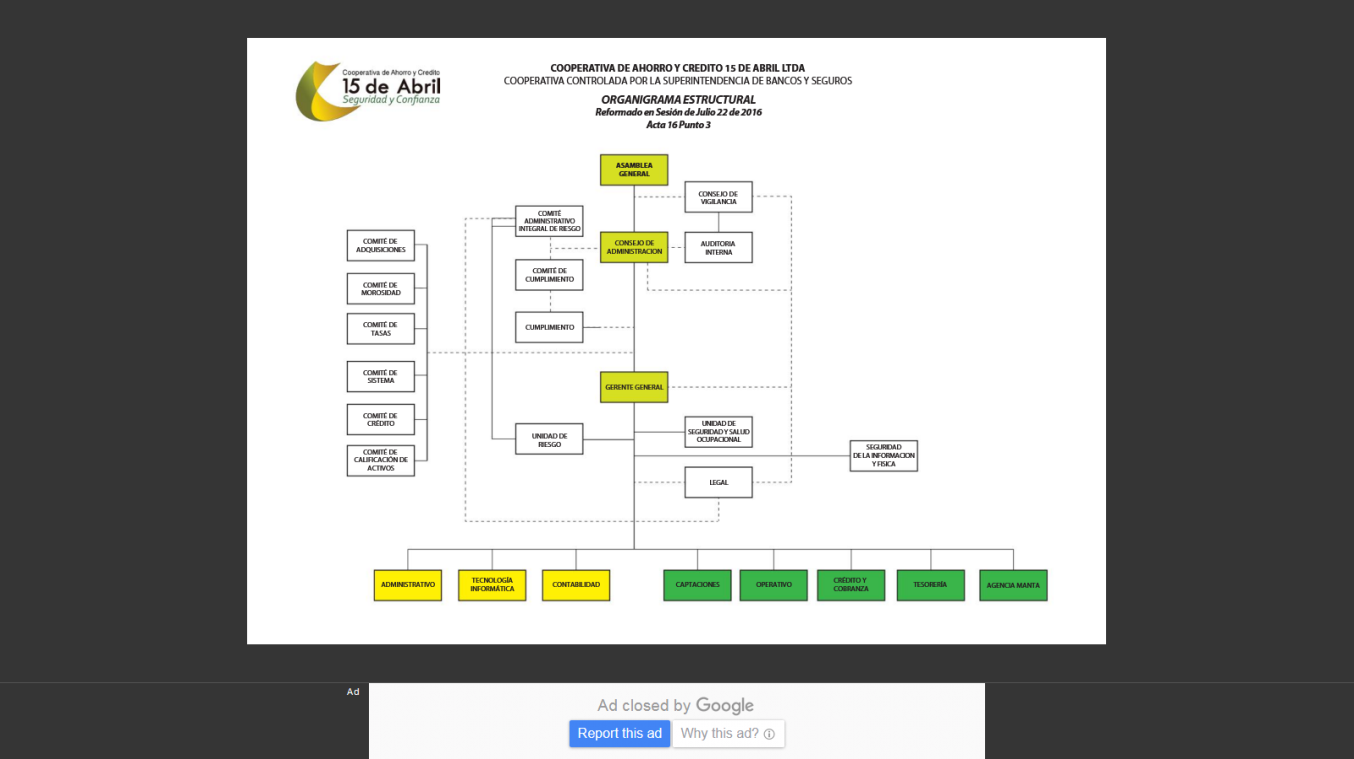 Cooperativa de Ahorro y Credito
15 de Abril
Seguridad y Confianza
COOPERATIVA DE AHORRO Y CREDITO 15 DE ABRIL LTDA
COOPERATIVA CONTROLADA POR LA SUPERINTENDENCIA DE BANCOS Y SEGUROS
ORGANIGRAMA ESTRUCTURAL
Reformado en Sesión de Julio 22 de 2016
Acta 16 Punto 3
ASAMBLEA
GENERAL
CONSEJO DE
VIGILANCIA
COMITÉ
ADMINISTRATIVO
INTEGRAL DE RIESGO
COMITÉ DE
ADQUISICIONES
CONSEJO DE
ADMINISTRACION
AUDITORIA
INTERNA
COMITÉ DE
CUMPLIMIENTO
COMITÉ DE
MOROSIDAD
COMITÉ DE
TASAS
CUMPLIMIENTO
COMITÉ DE
SISTEMA
GERENTE GENERAL
COMITÉ DE
CRÉDITO
UNIDAD DE
RIESGO
UNIDAD DE
SEGURIDAD Y SALUD
OCUPACIONAL
COMITÉ DE
CALIFICACIÓN DE
ACTIVOS
SEGURIDAD
DE LA INFORMACION
Y FISICA
LEGAL
ADMINISTRATIVO
TECNOLOGÍA
INFORMÁTICA
CONTABILIDAD
CAPTACIONES
OPERATIVO
CRÉDITO Y
COBRANZA
TESORERÍA
AGENCIA MANTA
Ad
Ad closed by Google
Report this ad
Why this ad?